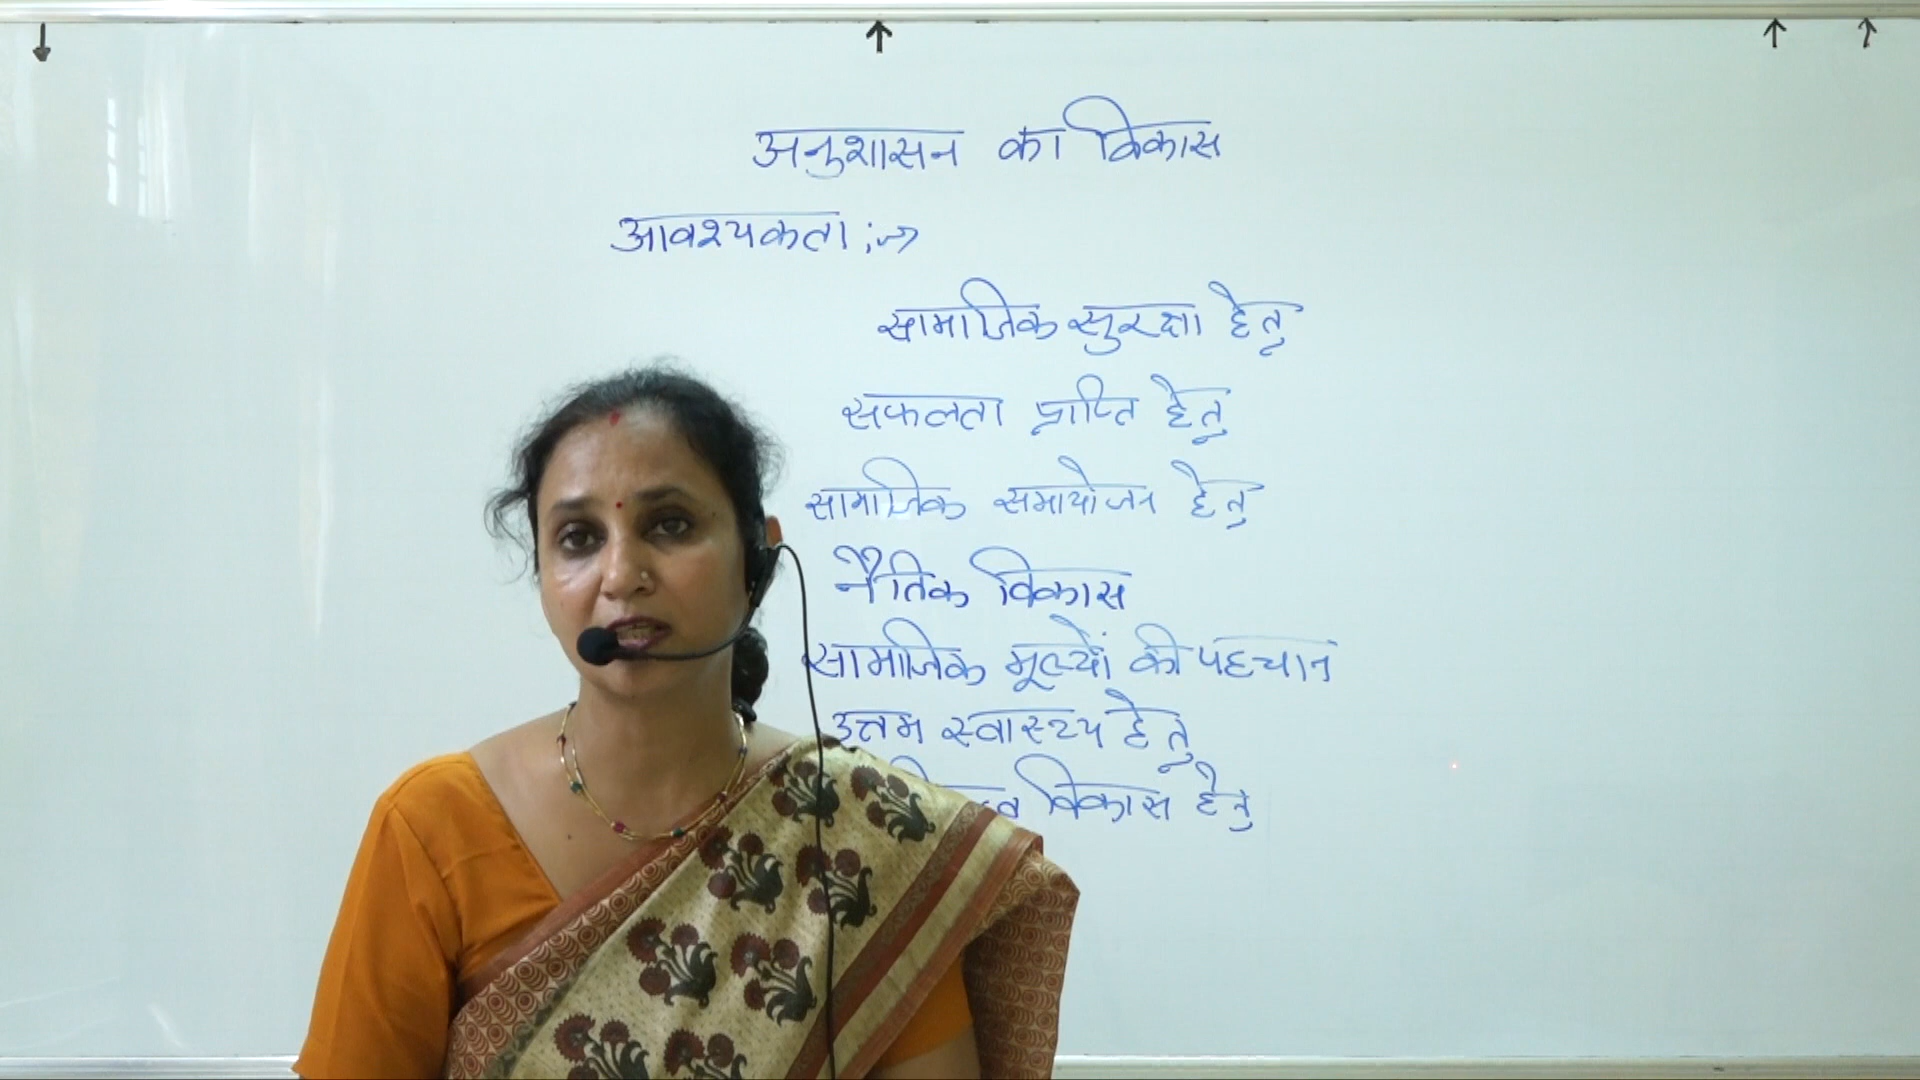 अनुशासन का विकास
आवश्यकता :->
सामाजिक सुरक्षा हेतु
सफलता प्राप्ति हेतु
सामाजिक समायोजन हेतु
नैतिक विकास
सामाजिक मूल्यों की पहचान
उत्तम स्वास्थ्य हेतु
विकास हेतु